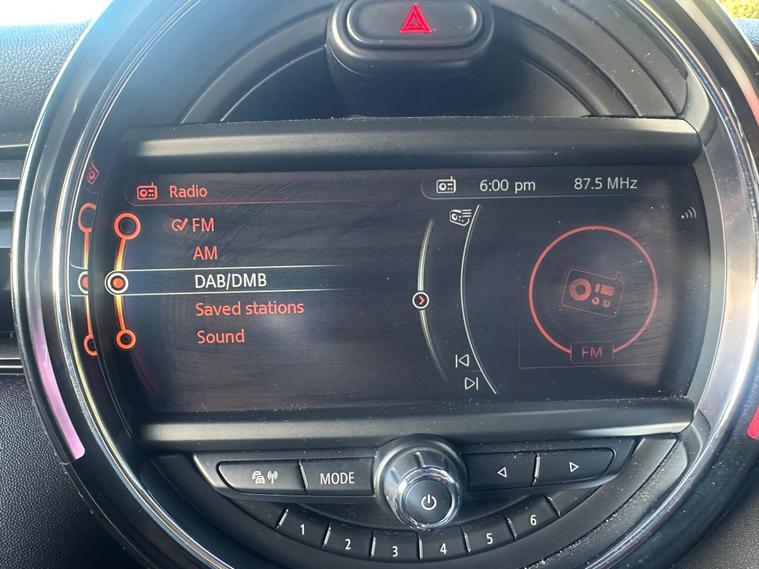 Radio
6:00 pm 87.5 MHz
FM
AM
DAB/DMB
Saved stations
Sound
FM
MODE
1 2 3 4 5 6